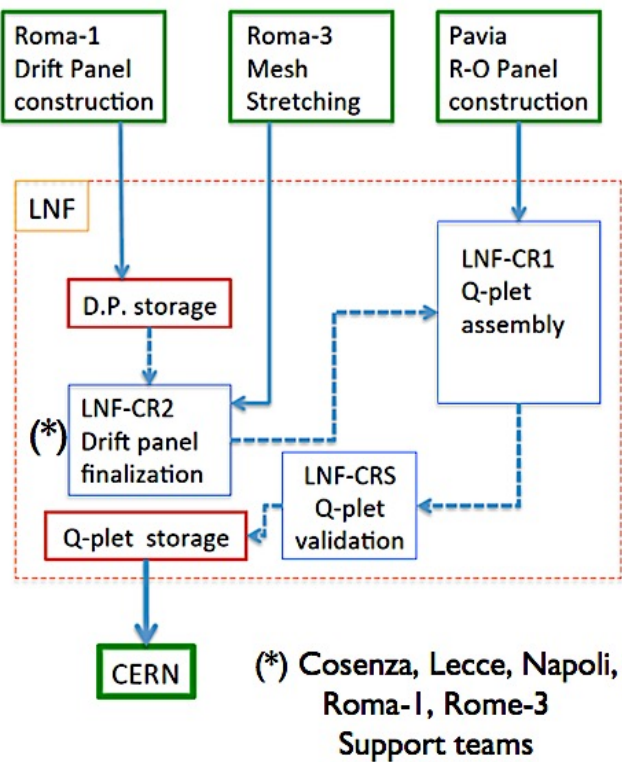 Roma-1
Drift Panel
construction
Roma-3
Mesh
Stretching
Pavia
R-O Panel
construction
LNF
D.P. storage
LNF-CR1
Q-plet
assembly
(*)
LNF-CR2
Drift panel
finalization
LNF-CRS
Q-plet
validation
Q-plet storage
CERN
(*) Cosenza, Lecce, Napoli,
Roma-1, Rome-3
Support teams